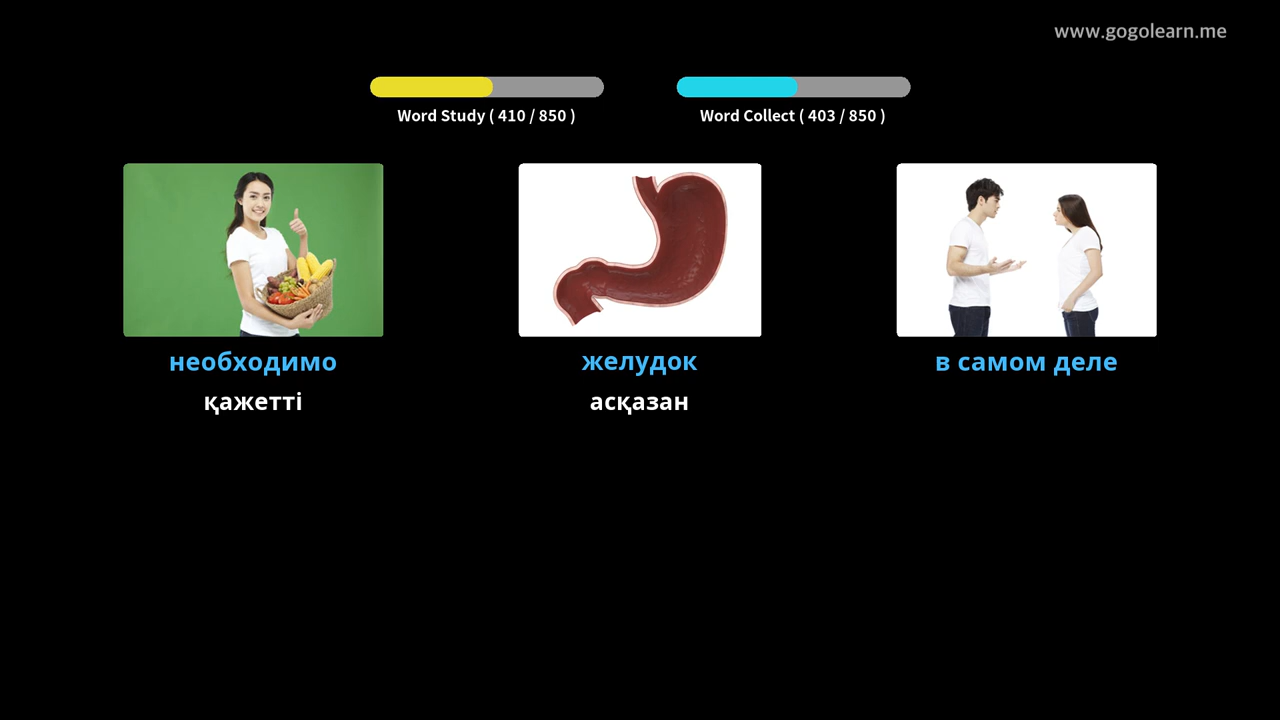 www.gogolearn.me
Word Study ( 410 / 850 )
Word Collect ( 403 / 850 )
необходимо
қажетті
желудок
асқазан
в самом деле